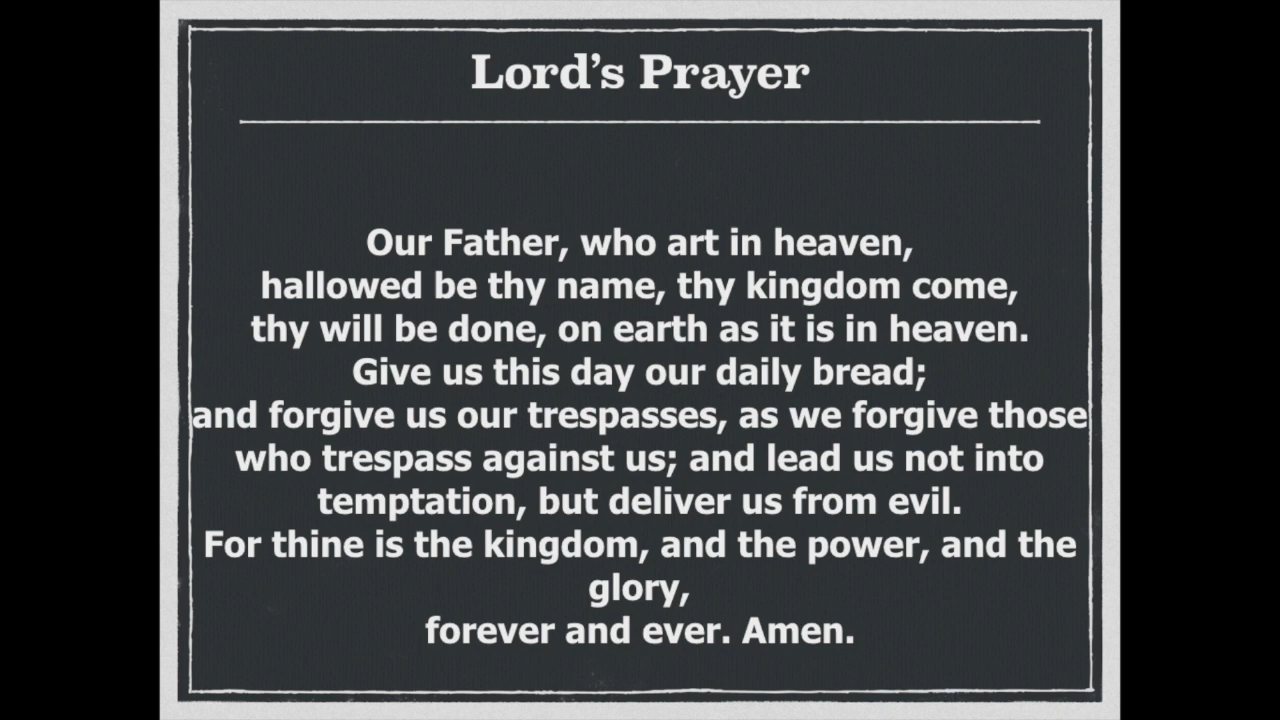 Lord’s Prayer
Our Father, who art in heaven,
hallowed be thy name, thy kingdom come,
thy will be done, on earth as it is in heaven.
Give us this day our daily bread;
and forgive us our trespasses, as we forgive those
who trespass against us; and lead us not into
temptation, but deliver us from evil.
For thine is the kingdom, and the power, and the
glory,
forever and ever. Amen.